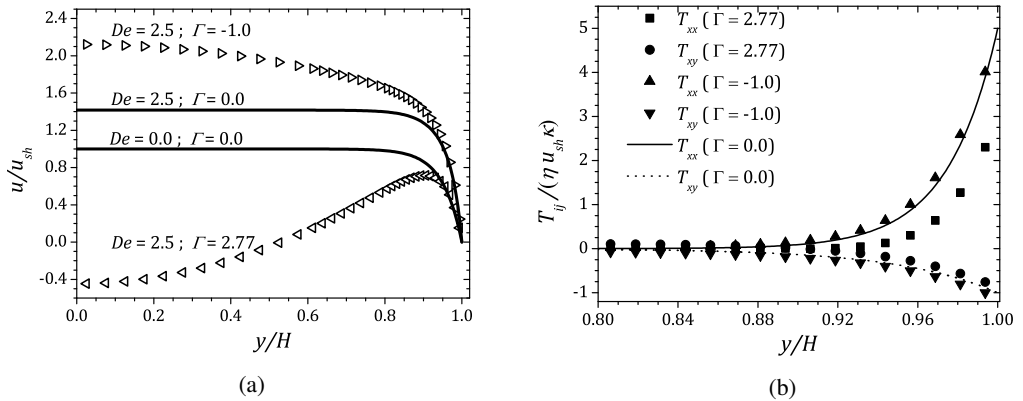 2.4
2.0
1.6
1.2
0.8
0.4
0.0
-0.4
u/u_sh
De = 2.5 ; Γ = -1.0
De = 2.5 ; Γ = 0.0
De = 0.0 ; Γ = 0.0
De = 2.5 ; Γ = 2.77
0.0 0.2 0.4 0.6 0.8 1.0
y/H
(a)
5
4
3
2
1
0
-1
T_ij /(η u_sh κ)
T_xx ( Γ = 2.77)
T_xy ( Γ = 2.77)
T_xx ( Γ = -1.0)
T_xy ( Γ = -1.0)
T_xx ( Γ = 0.0)
T_xy ( Γ = 0.0)
0.80 0.84 0.88 0.92 0.96 1.00
y/H
(b)